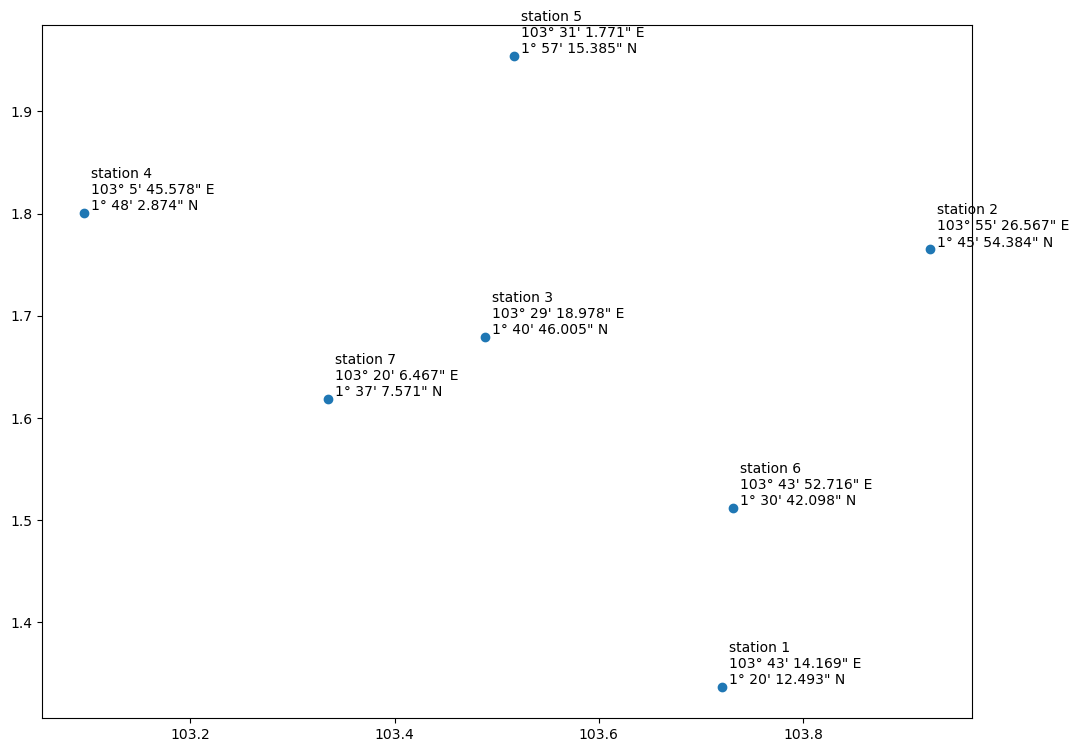 station 5
103° 31' 1.771" E
1° 57' 15.385" N
1.9
station 4
103° 5' 45.578" E
1° 48' 2.874" N
1.8
station 2
103° 55' 26.567" E
1° 45' 54.384" N
1.7
station 3
103° 29' 18.978" E
1° 40' 46.005" N
station 7
103° 20' 6.467" E
1° 37' 7.571" N
1.6
station 6
103° 43' 52.716" E
1° 30' 42.098" N
1.5
1.4
station 1
103° 43' 14.169" E
1° 20' 12.493" N
103.2
103.4
103.6
103.8